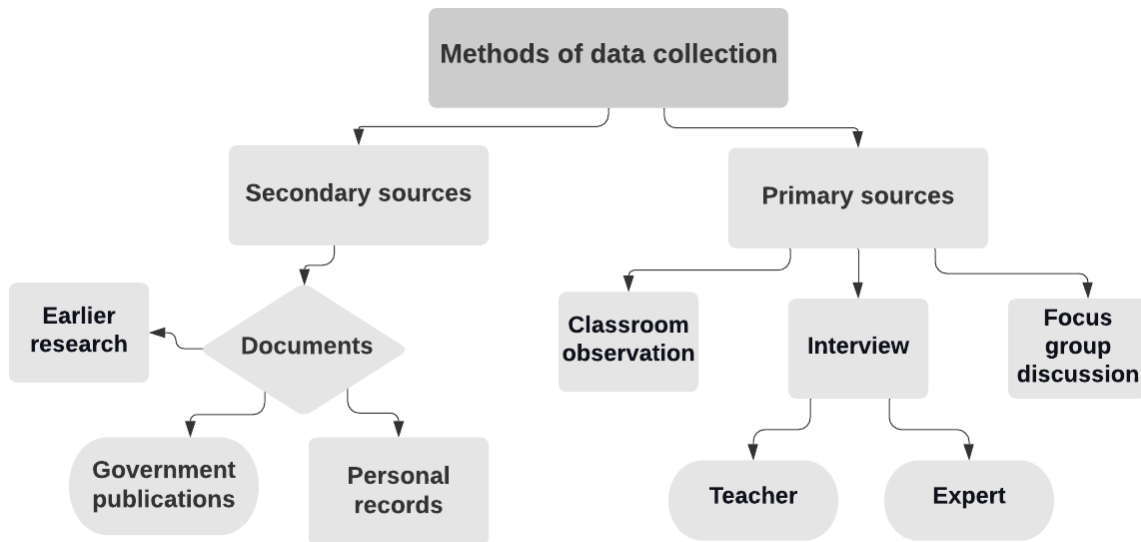 Methods of data collection
Secondary sources
Primary sources
Earlier
research
Documents
Classroom
observation
Interview
Focus
group
discussion
Government
publications
Personal
records
Teacher
Expert